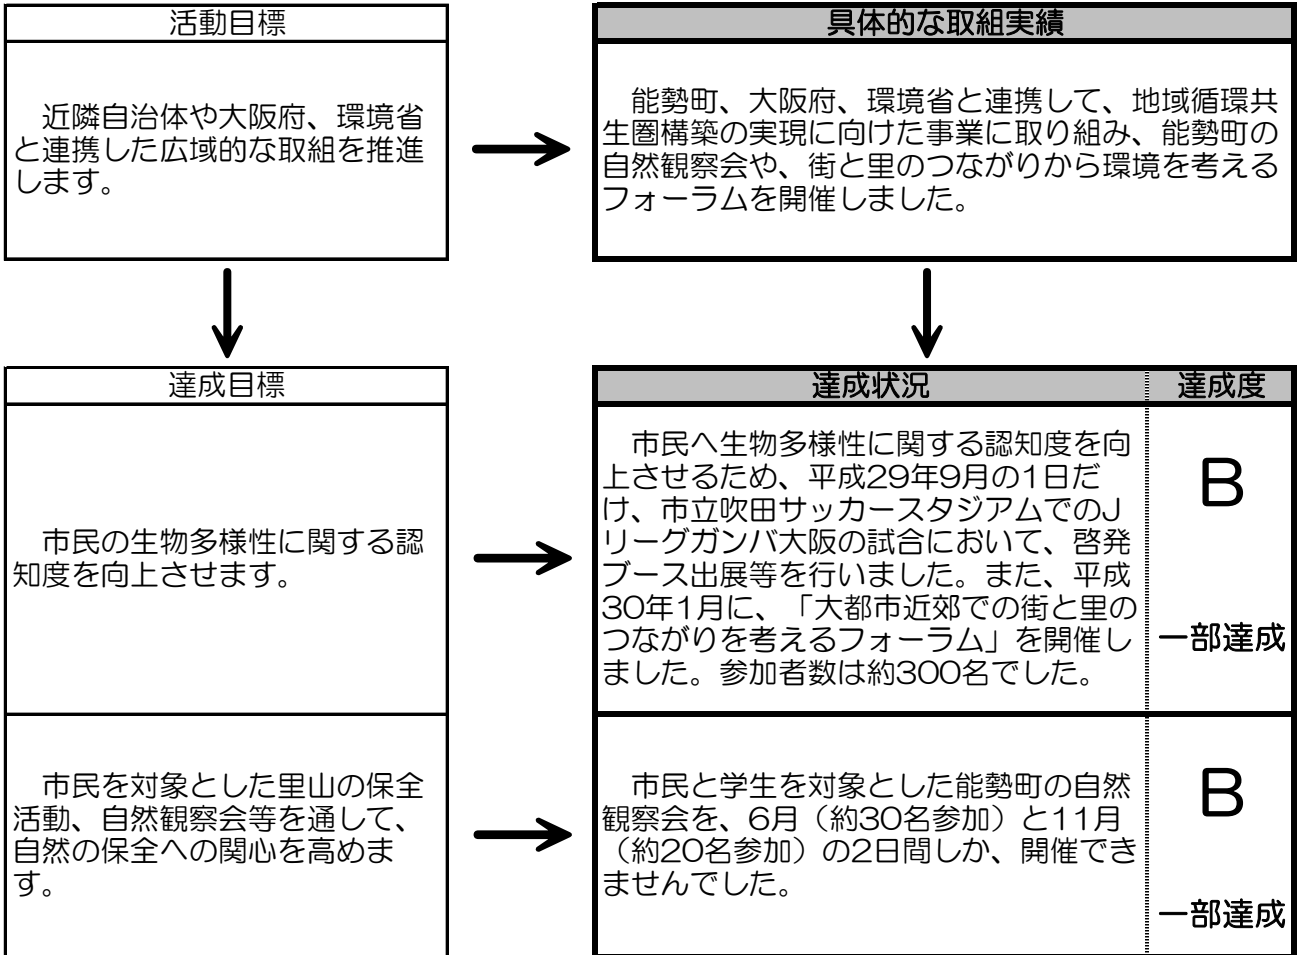 活動目標
近隣自治体や大阪府、環境省
と連携した広域的な取組を推進
します。
具体的な取組実績
能勢町、大阪府、環境省と連携して、地域循環共
生圏構築の実現に向けた事業に取り組み、能勢町の
自然観察会や、街と里のつながりから環境を考える
フォーラムを開催しました。
達成目標
市民の生物多様性に関する認
知度を向上させます。
達成状況
達成度
市民へ生物多様性に関する認知度を向
上させるため、平成29年9月の1日だ
け、市立吹田サッカースタジアムでのJ
リーグガンバ大阪の試合において、啓発
ブース出展等を行いました。また、平成
30年1月に、「大都市近郊での街と里の
つながりを考えるフォーラム」を開催し
ました。参加者数は約300名でした。
B
一部達成
市民を対象とした里山の保全
活動、自然観察会等を通して、
自然の保全への関心を高めま
す。
市民と学生を対象とした能勢町の自然
観察会を、6月（約30名参加）と11月
（約20名参加）の2日間しか、開催でき
ませんでした。
B
一部達成